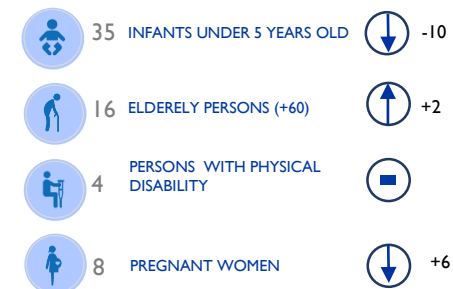 35 INFANTS UNDER 5 YEARS OLD -10
16 ELDERELY PERSONS (+60) +2
4 PERSONS WITH PHYSICAL
DISABILITY
8 PREGNANT WOMEN +6